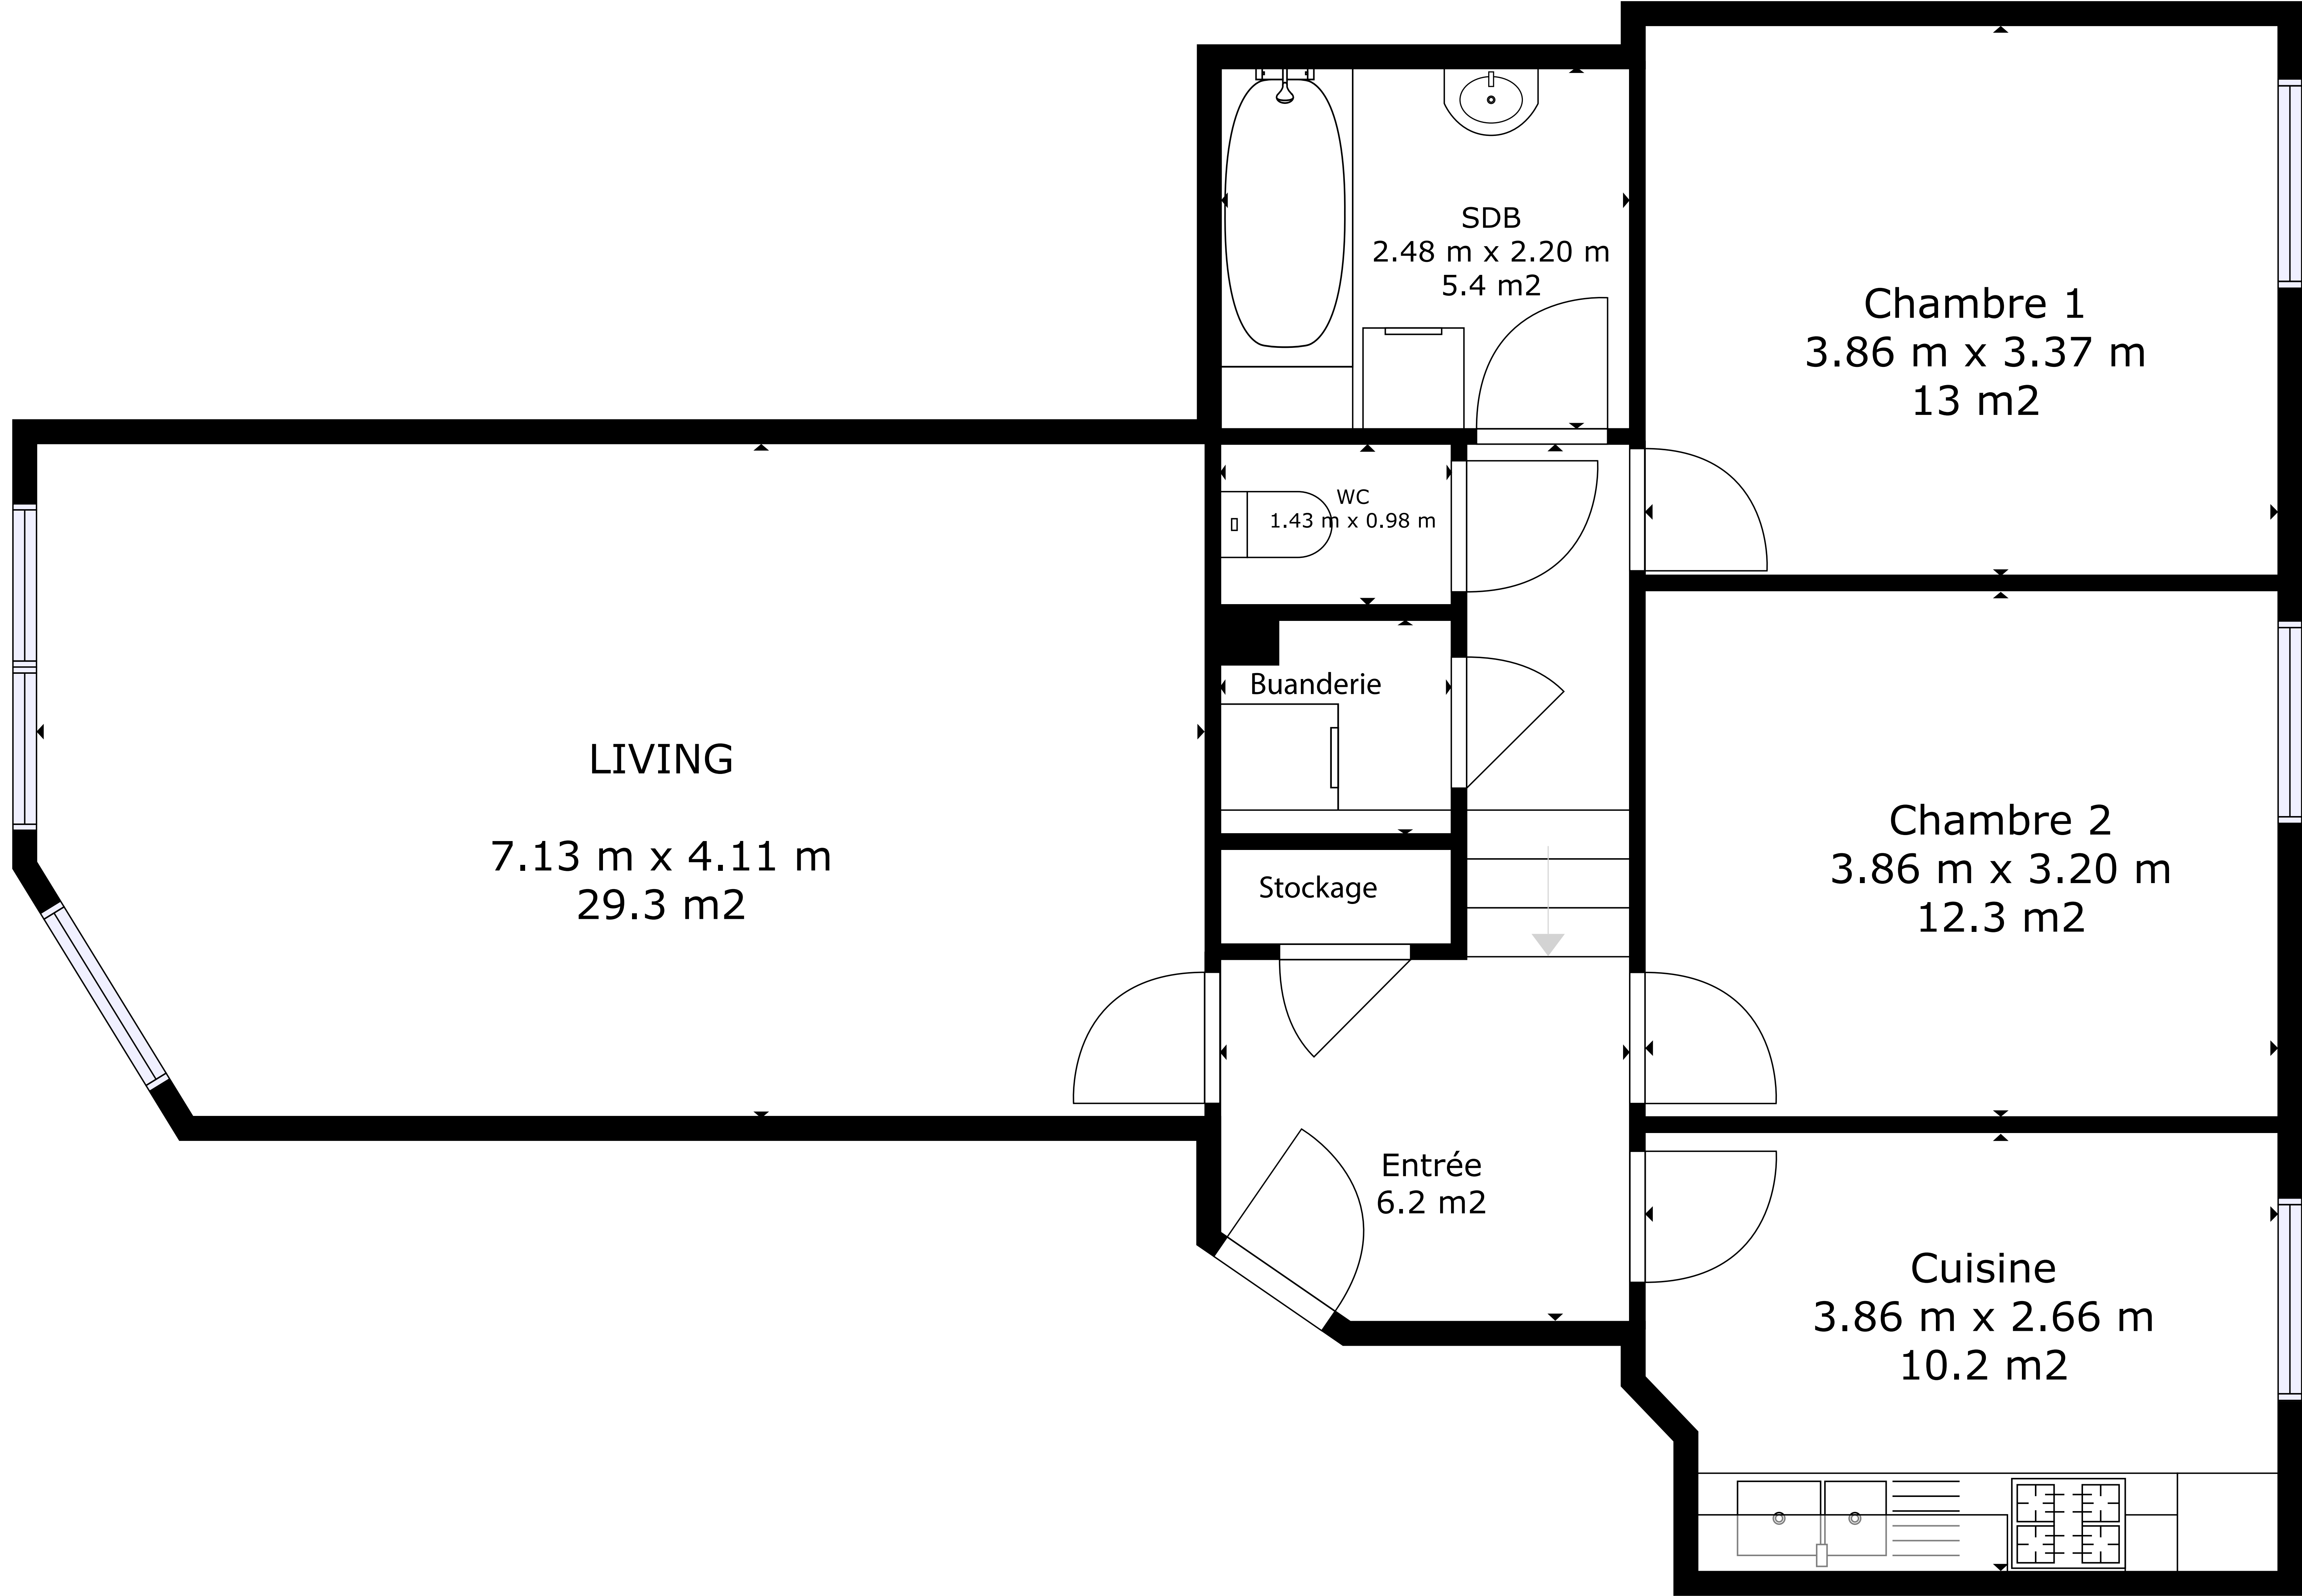 SDB
2.48 m x 2.20 m
5.4 m2
Chambre 1
3.86 m x 3.37 m
13 m2
WC
1.43 m x 0.98 m
Buanderie
LIVING
7.13 m x 4.11 m
29.3 m2
Stockage
Chambre 2
3.86 m x 3.20 m
12.3 m2
Entrée
6.2 m2
Cuisine
3.86 m x 2.66 m
10.2 m2